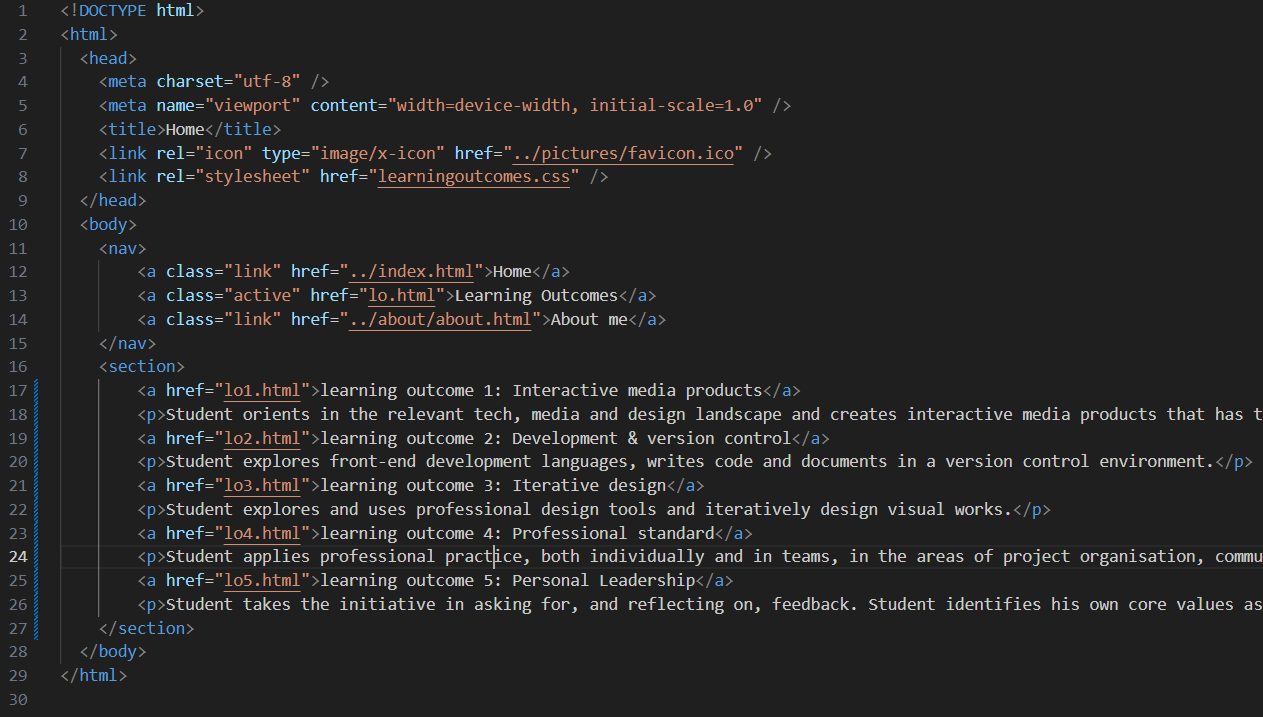 1 <!DOCTYPE html>
2 <html>
3 <head>
4 <meta charset="utf-8" />
5 <meta name="viewport" content="width=device-width, initial-scale=1.0" />
6 <title>Home</title>
7 <link rel="icon" type="image/x-icon" href="../pictures/favicon.ico" />
8 <link rel="stylesheet" href="learningoutcomes.css" />
9 </head>
10 <body>
11 <nav>
12 <a class="link" href="../index.html">Home</a>
13 <a class="active" href="lo.html">Learning Outcomes</a>
14 <a class="link" href="../about/about.html">About me</a>
15 </nav>
16 <section>
17 <a href="lo1.html">learning outcome 1: Interactive media products</a>
18 <p>Student orients in the relevant tech, media and design landscape and creates interactive media products that has
19 <a href="lo2.html">learning outcome 2: Development & version control</a>
20 <p>Student explores front-end development languages, writes code and documents in a version control environment.</p>
21 <a href="lo3.html">learning outcome 3: Iterative design</a>
22 <p>Student explores and uses professional design tools and iteratively design visual works.</p>
23 <a href="lo4.html">learning outcome 4: Professional standard</a>
24 <p>Student applies professional practice, both individually and in teams, in the areas of project organisation,
25 <a href="lo5.html">learning outcome 5: Personal Leadership</a>
26 <p>Student takes the initiative in asking for, and reflecting on, feedback. Student identifies his own core values as
27 </section>
28 </body>
29 </html>
30